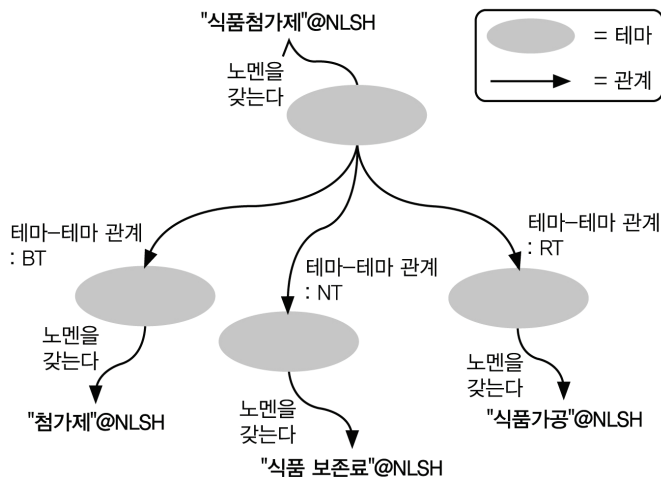 "식품첨가제"@NLSH
노멘을
갖는다
= 테마
= 관계
테마-테마 관계
: BT
테마-테마 관계
: NT
테마-테마 관계
: RT
노멘을
갖는다
노멘을
갖는다
노멘을
갖는다
"첨가제"@NLSH
"식품 보존료"@NLSH
"식품가공"@NLSH